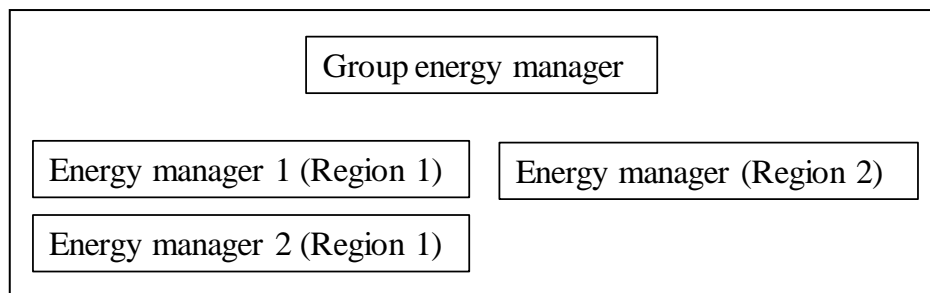 Group energy manager
Energy manager 1 (Region 1)
Energy manager (Region 2)
Energy manager 2 (Region 1)